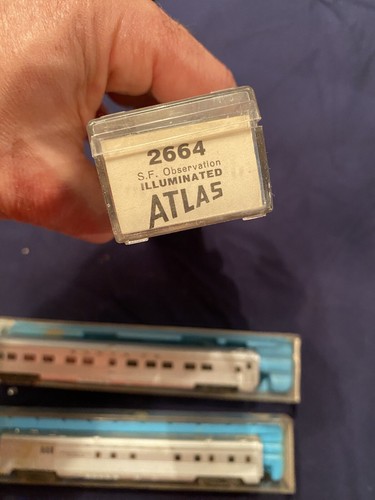 2664
S.F. Observation
ILLUMINATED
ATLAS